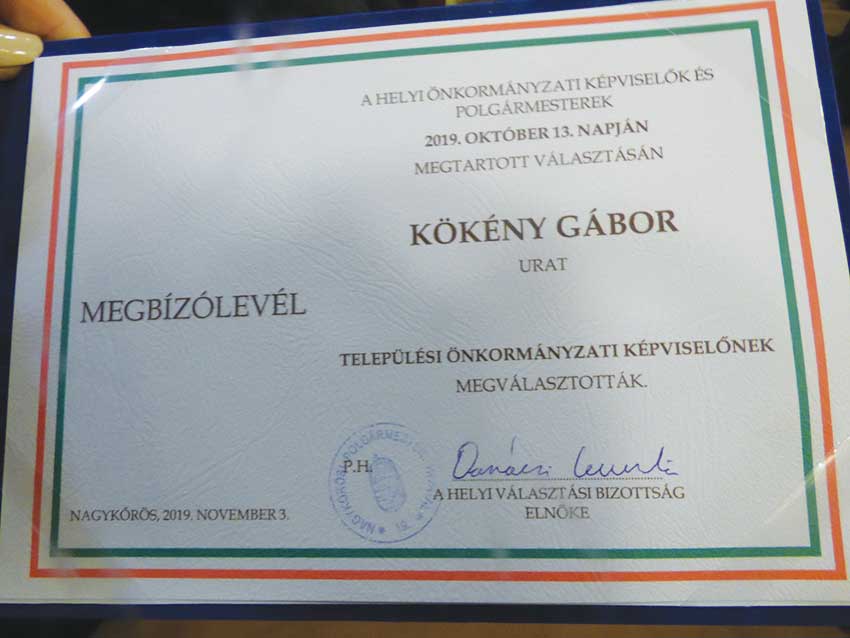 A HELYI ÖNKORMÁNYZATI KÉPVISELŐK ÉS
POLGÁRMESTEREK
2019. OKTÓBER 13. NAPJÁN
MEGTARTOTT VÁLASZTÁSÁN
KÖKÉNY GÁBOR
URAT
MEGBÍZÓLEVÉL
TELEPÜLÉSI ÖNKORMÁNYZATI KÉPVISELŐNEK
MEGVÁLASZTOTTÁK.
P.H.
A HELYI VÁLASZTÁSI BIZOTTSÁG
ELNÖKE
NAGYKŐRÖS, 2019. NOVEMBER 3.